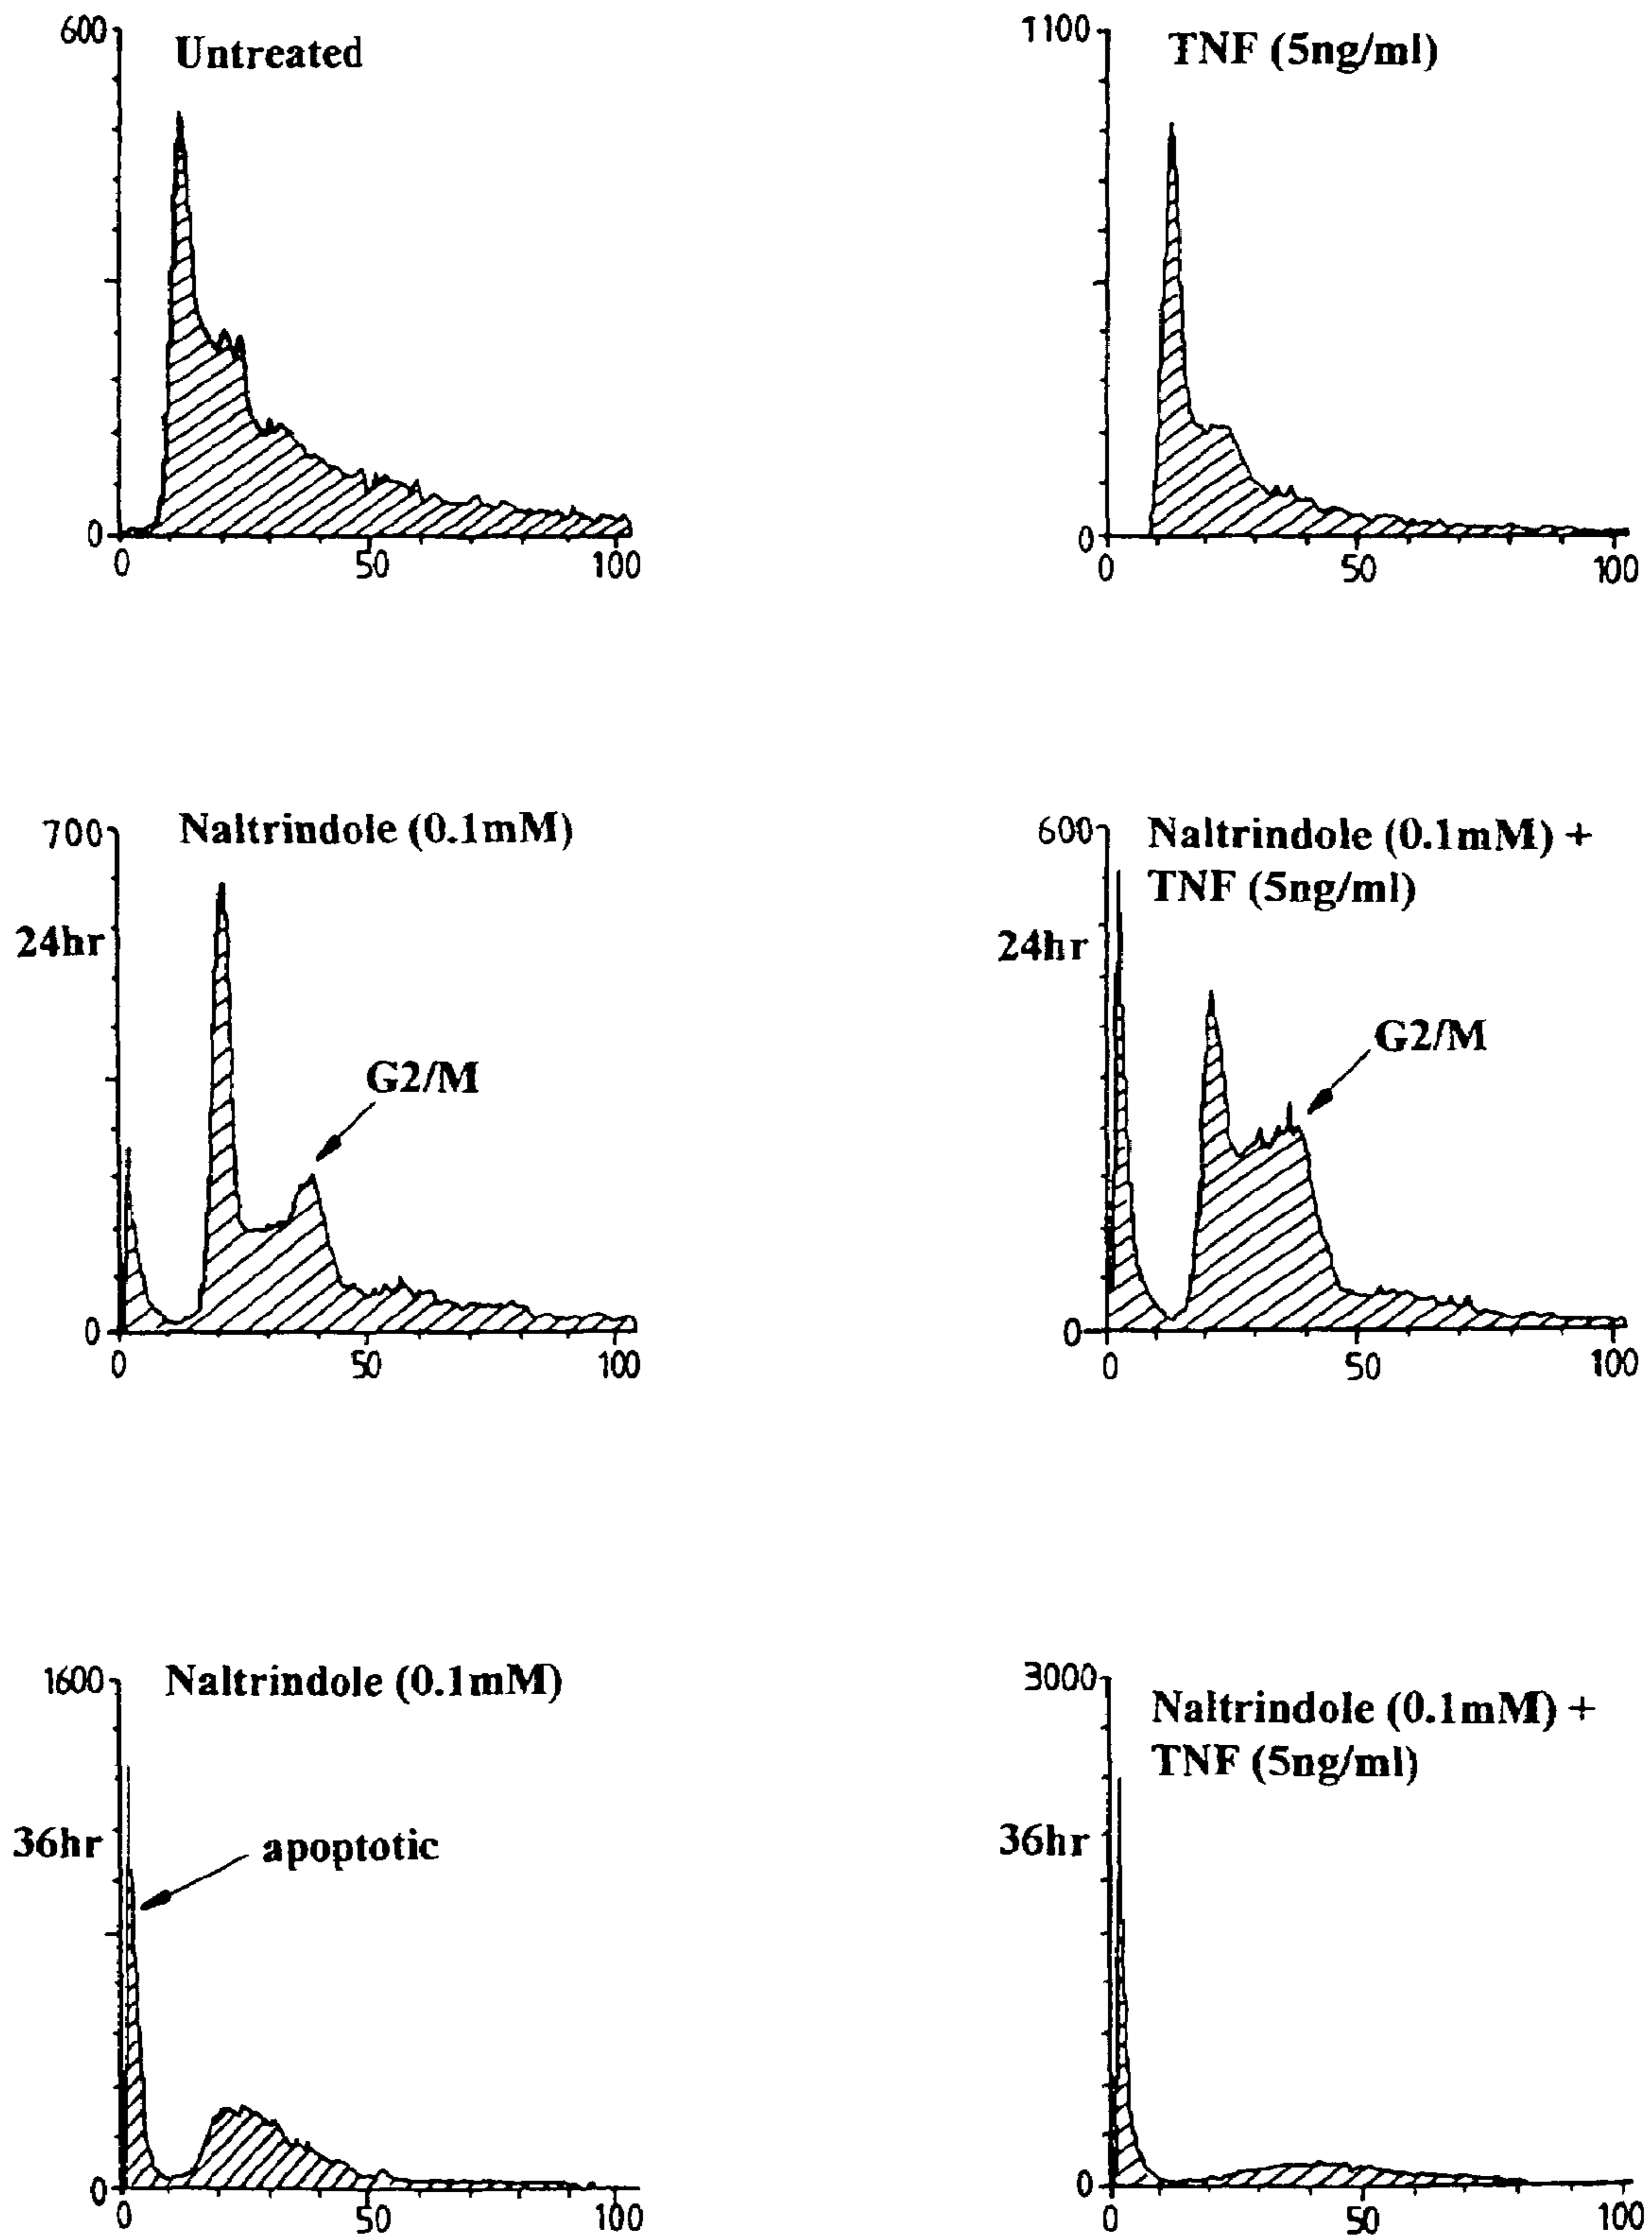 600
Untreated
0
0
50
100
1100
TNF (5ng/ml)
0
0
50
100
700
Naltrindole (0.1mM)
24hr
G2/M
0
0
50
100
600
Naltrindole (0.1mM) +
TNF (5ng/ml)
24hr
G2/M
0
0
50
100
1600
Naltrindole (0.1mM)
36hr
apoptotic
0
0
50
100
3000
Naltrindole (0.1mM) +
TNF (5ng/ml)
36hr
0
0
50
100